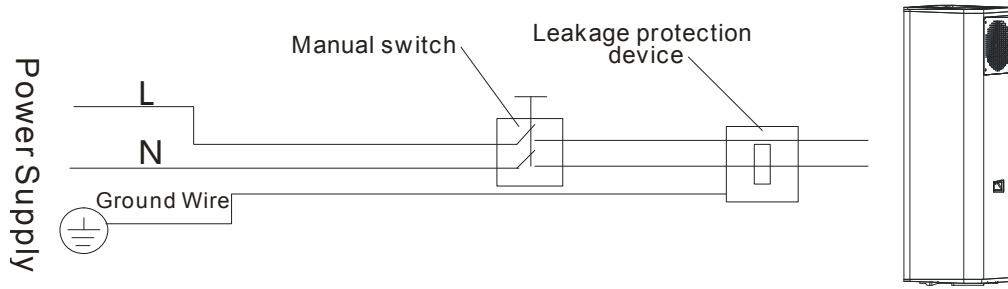 Power Supply
L
N
Ground Wire
Manual switch
Leakage protection
device